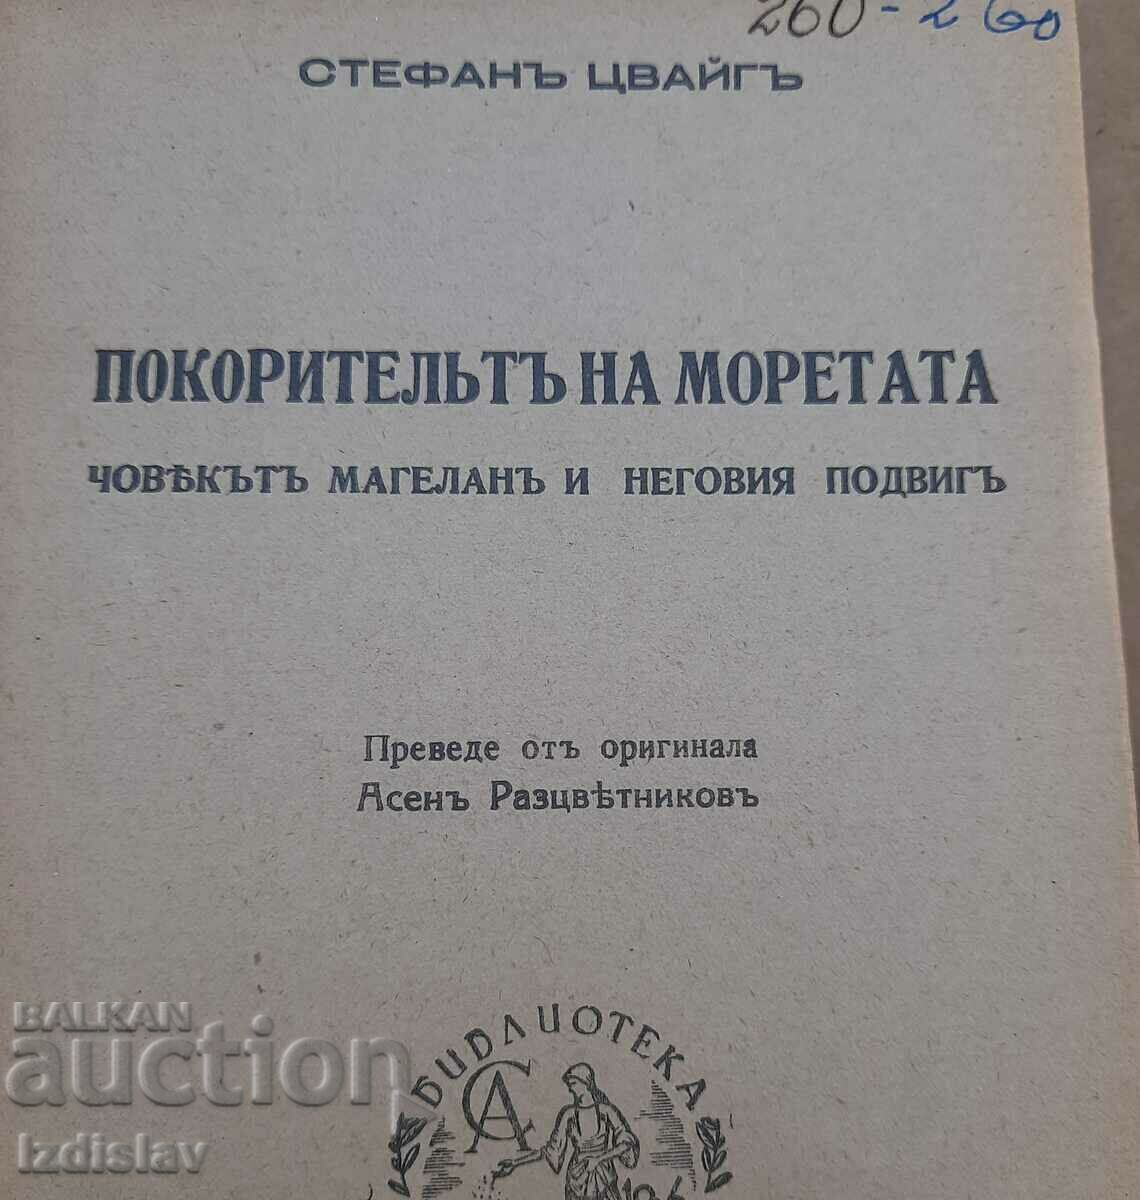 260 - 260
СТЕФАНЪ ЦВАЙГЪ
ПОКОРИТЕЛЬТЪ НА МОРЕТАТА
ЧОВѢКЪТЪ МАГЕЛАНЪ И НЕГОВИЯ ПОДВИГЪ
Преведе отъ оригинала
Асенъ Разцвѣтниковъ
БИБЛИОТЕКА
СА
BALKAN
auction
Izdislav